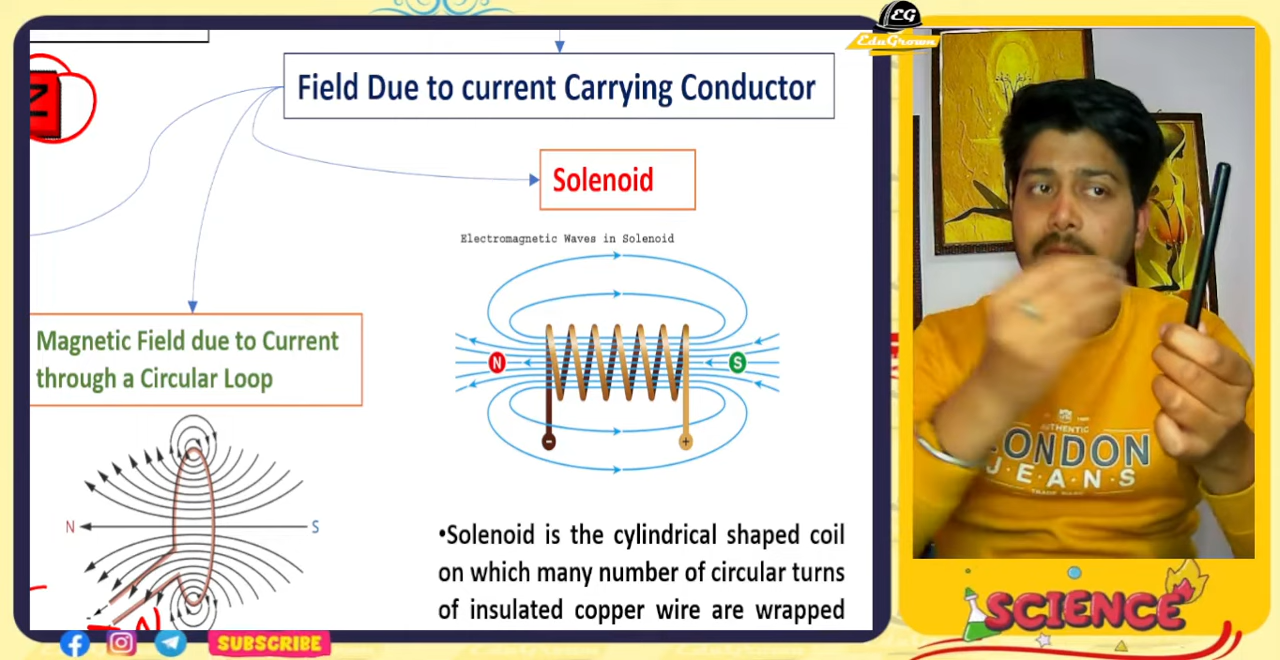 EG
EduGrown
Field Due to current Carrying Conductor
N
Solenoid
Electromagnetic Waves in Solenoid
N
S
-
+
Magnetic Field due to Current
through a Circular Loop
N
S
•Solenoid is the cylindrical shaped coil
on which many number of circular turns
of insulated copper wire are wrapped
AUTHENTIC
LONDON
J·E·A·N·S
SUBSCRIBE
SCIENCE